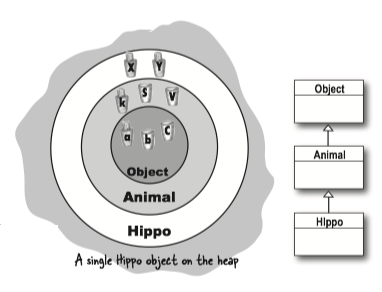 X Y
k S V
a b C
Object
Animal
Hippo
A single Hippo object on the heap
Object
Animal
Hippo